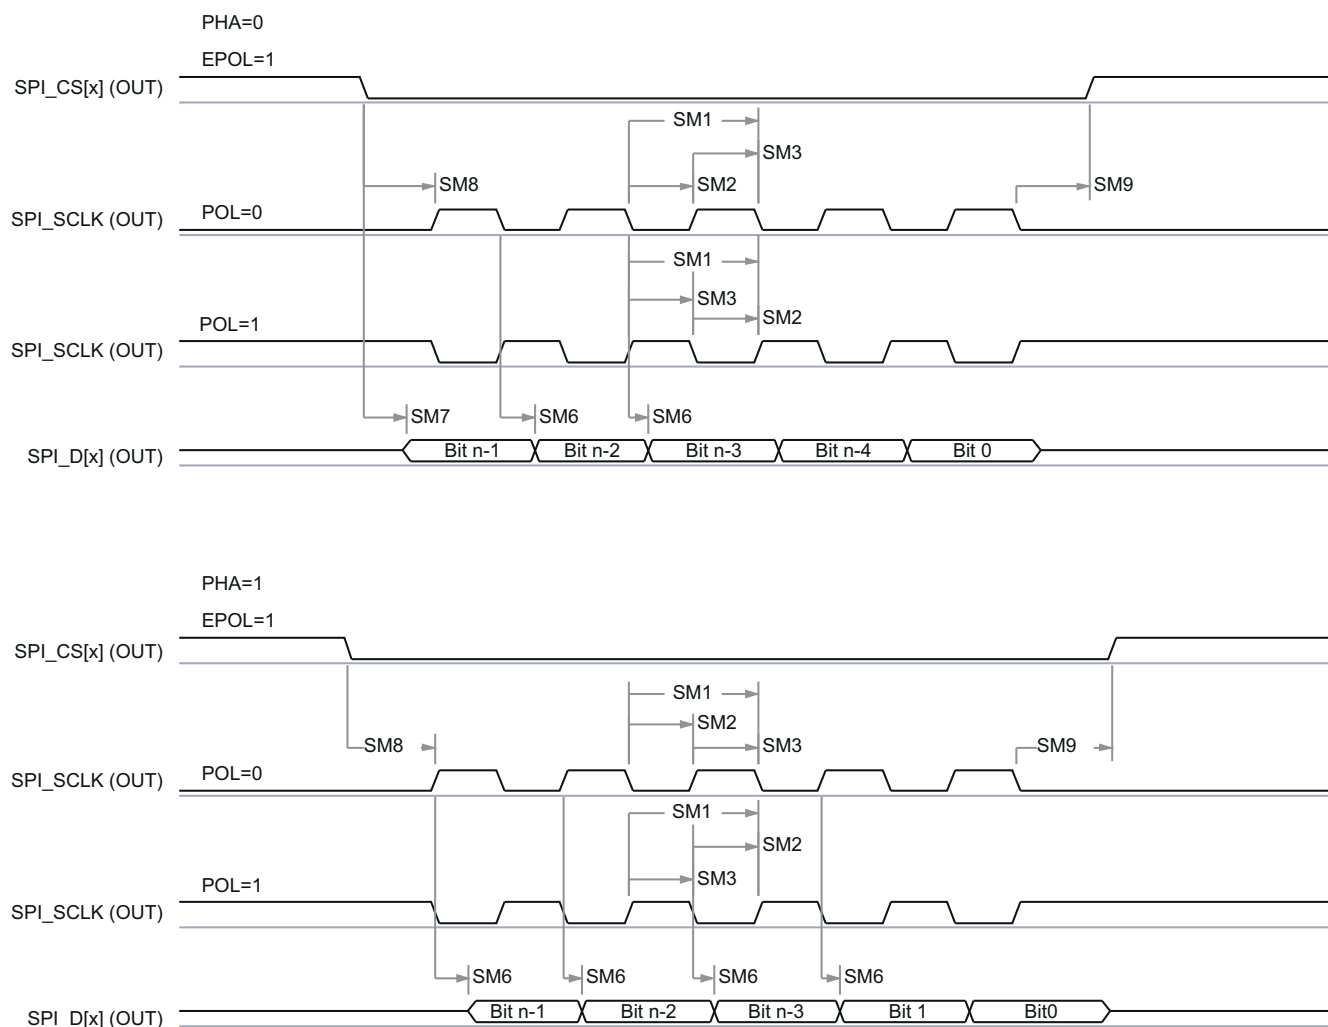 PHA=0
EPOL=1
SPI_CS[x] (OUT)
SM1
SM3
SM8
SM2
SM9
POL=0
SPI_SCLK (OUT)
SM1
SM3
SM2
POL=1
SPI_SCLK (OUT)
SM7
SM6
SM6
SPI_D[x] (OUT)
Bit n-1
Bit n-2
Bit n-3
Bit n-4
Bit 0
PHA=1
EPOL=1
SPI_CS[x] (OUT)
SM1
SM2
SM8
SM3
SM9
POL=0
SPI_SCLK (OUT)
SM1
SM2
SM3
POL=1
SPI_SCLK (OUT)
SM6
SM6
SM6
SM6
SPI_D[x] (OUT)
Bit n-1
Bit n-2
Bit n-3
Bit 1
Bit0